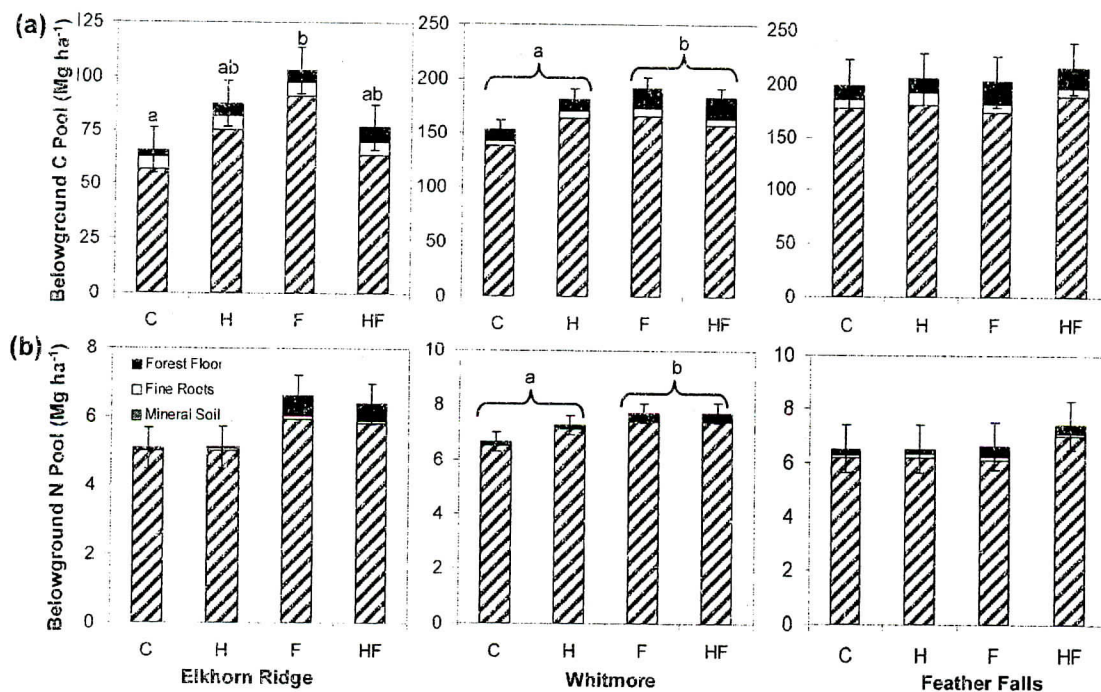 (a)
Belowground C Pool (Mg ha⁻¹)
125
100
75
50
25
0
a
ab
b
ab
C H F HF
250
200
150
100
50
0
a
b
C H F HF
250
200
150
100
50
0
C H F HF
(b)
Belowground N Pool (Mg ha⁻¹)
8
6
4
2
0
Forest Floor
Fine Roots
Mineral Soil
C H F HF
Elkhorn Ridge
10
8
6
4
2
0
a
b
C H F HF
Whitmore
10
8
6
4
2
0
C H F HF
Feather Falls